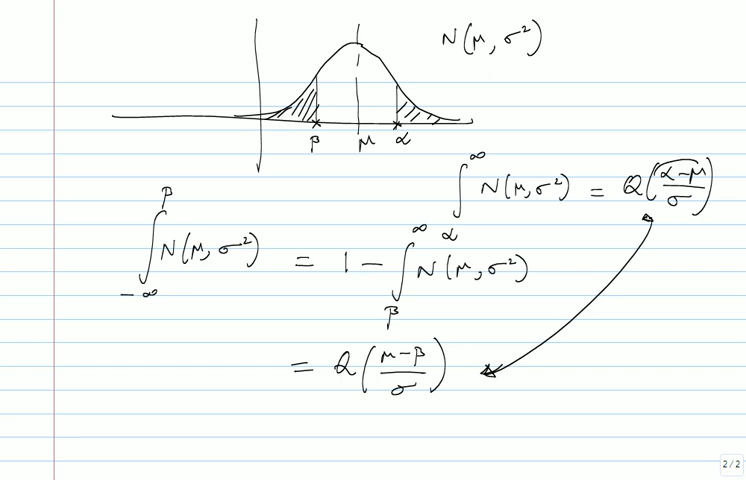 N(μ, σ²)
β μ α
∫_α^∞ N(μ, σ²) = Q((α-μ)/σ)
∫_{-∞}^β N(μ, σ²) = 1 - ∫_β^∞ N(μ, σ²)
= Q((μ-β)/σ)
2/2